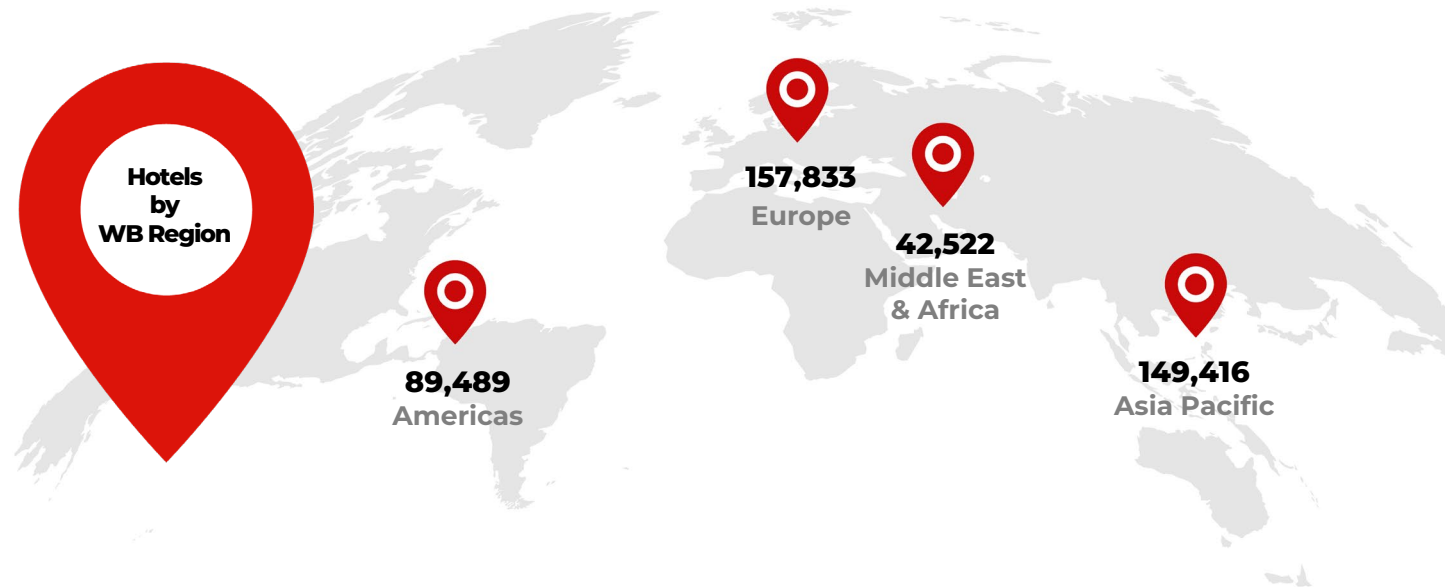 Hotels
by
WB Region
157,833
Europe
42,522
Middle East
& Africa
89,489
Americas
149,416
Asia Pacific